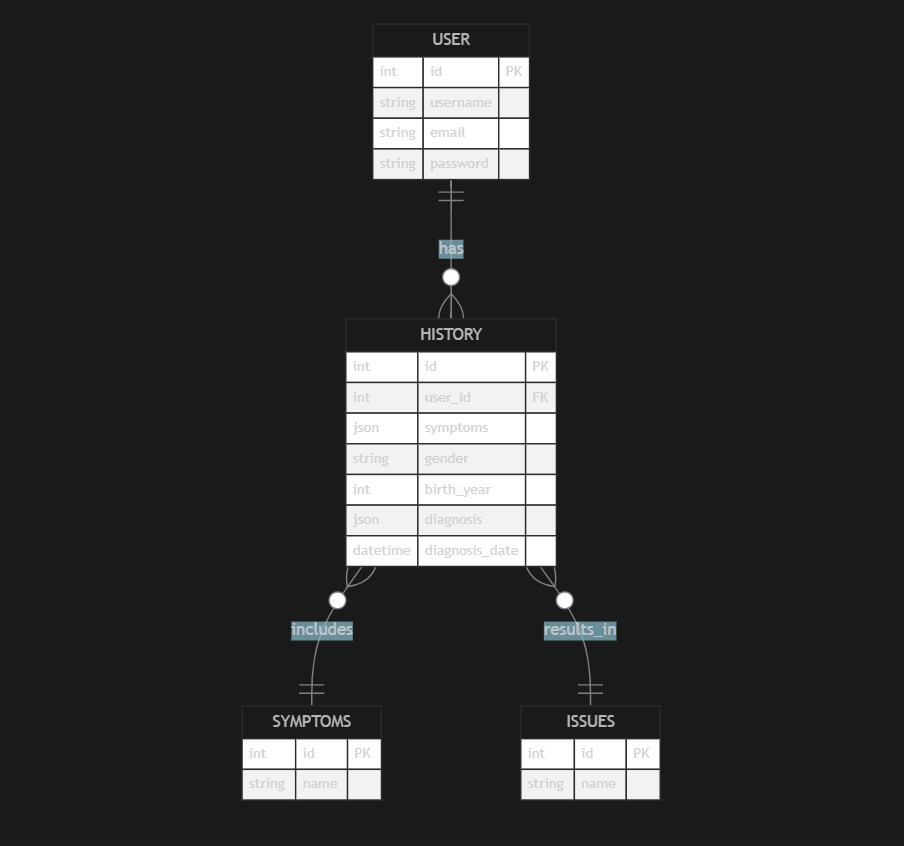 USER
int id PK
string username
string email
string password
has
HISTORY
int id PK
int user_id FK
json symptoms
string gender
int birth_year
json diagnosis
datetime diagnosis_date
includes results_in
SYMPTOMS ISSUES
int id PK int id PK
string name string name